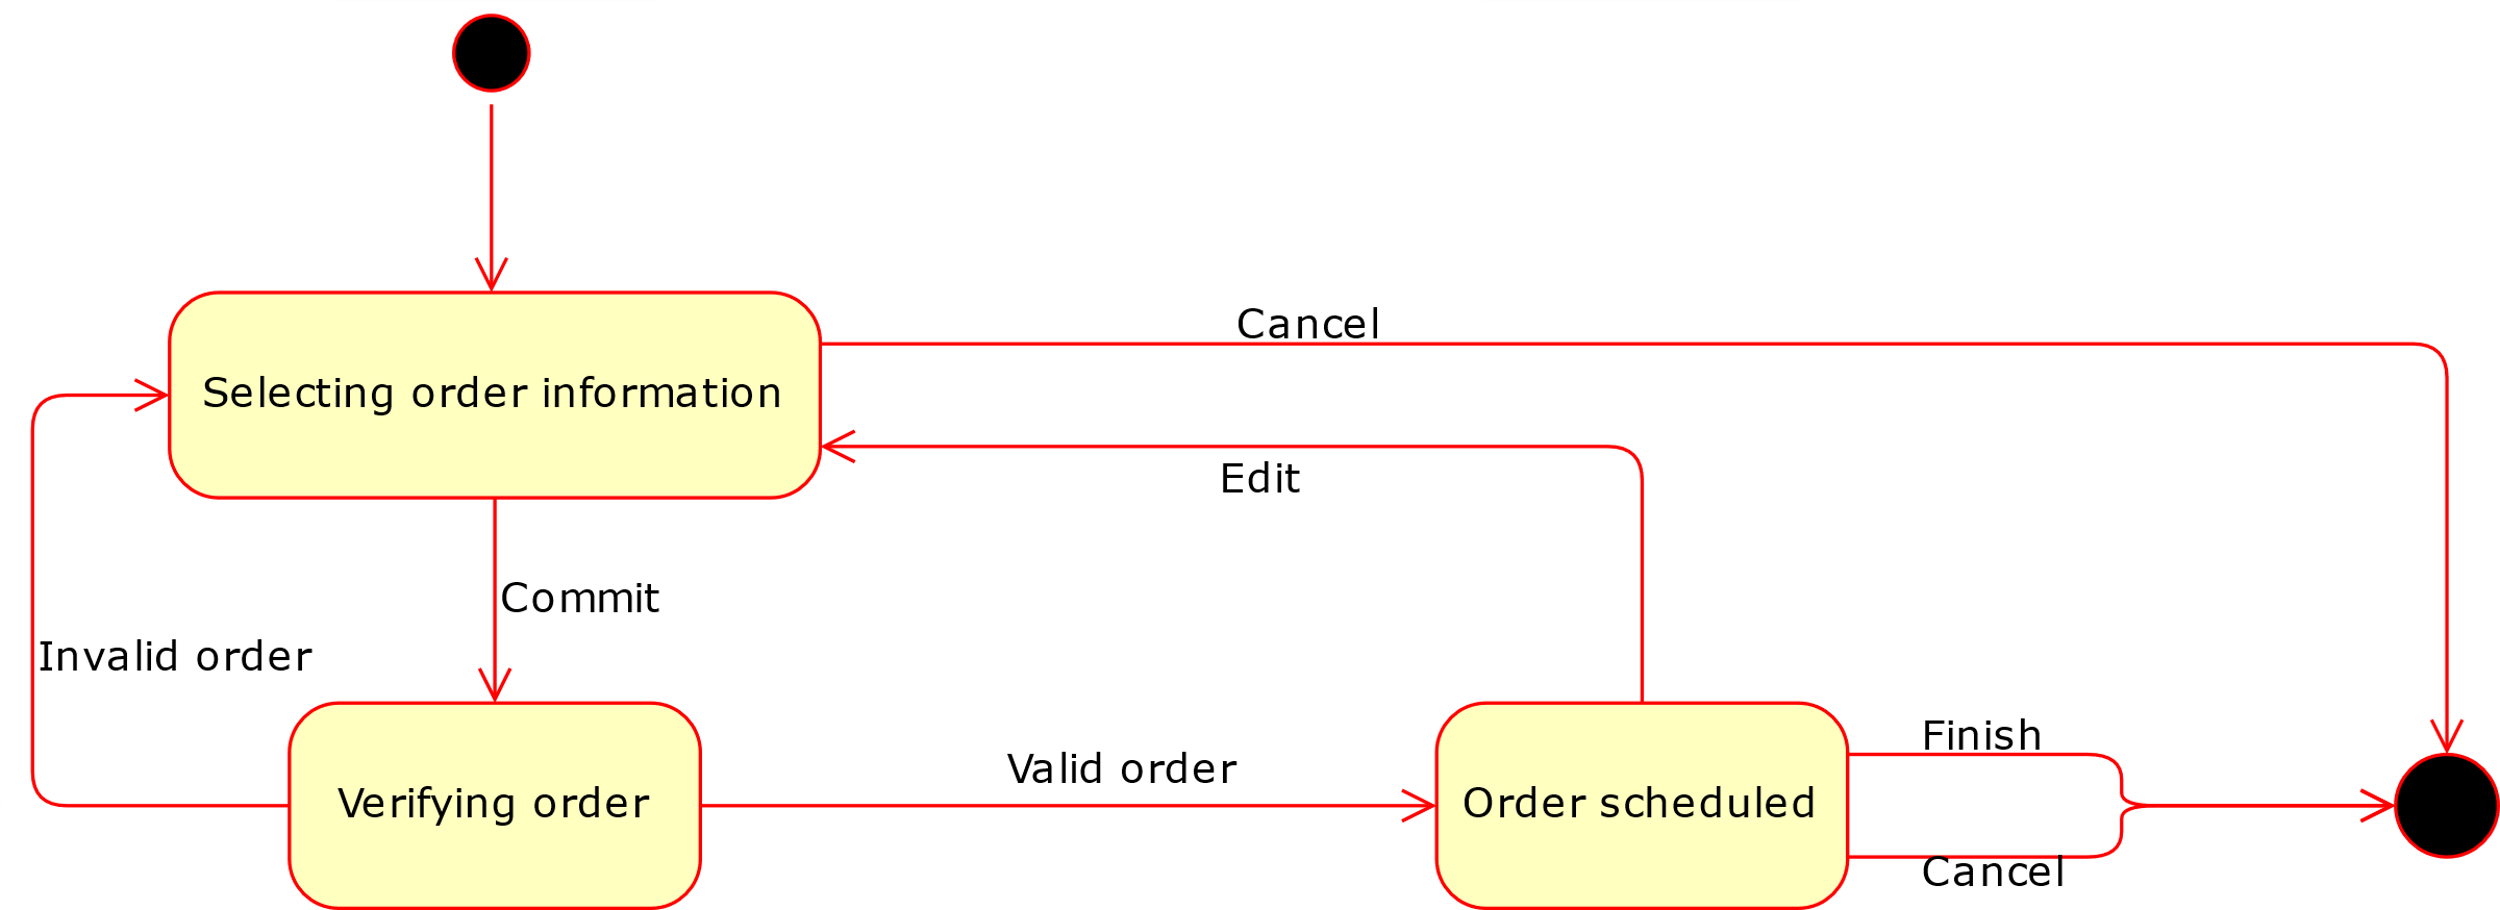 Cancel
Selecting order information
Edit
Commit
Invalid order
Finish
Valid order
Verifying order
Order scheduled
Cancel